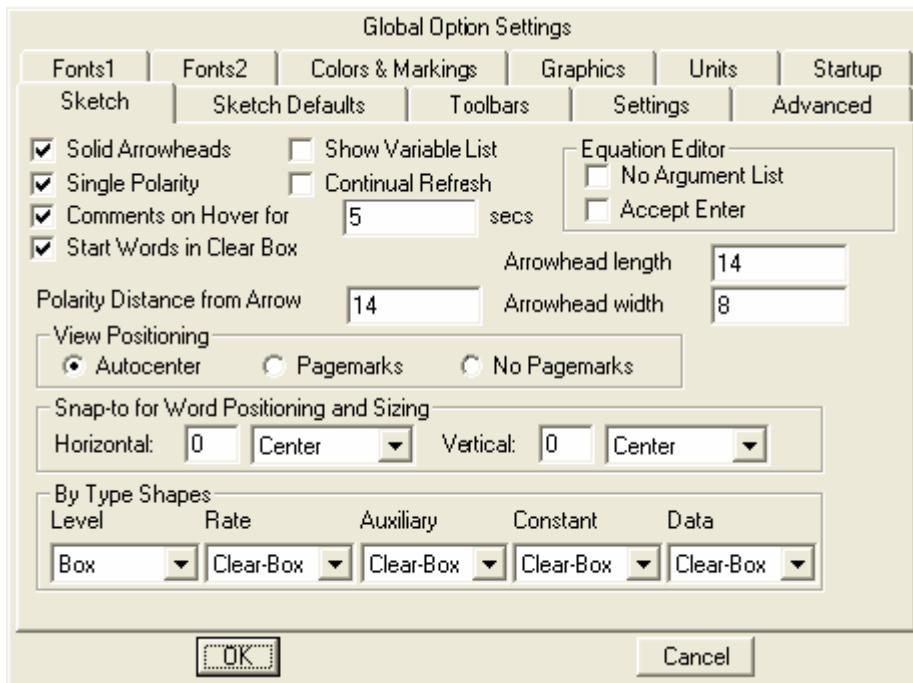 Global Option Settings
Fonts1 Fonts2 Colors & Markings Graphics Units Startup
Sketch Sketch Defaults Toolbars Settings Advanced
Solid Arrowheads Show Variable List Equation Editor
No Argument List
Single Polarity Continual Refresh
Comments on Hover for 5 secs Accept Enter
Start Words in Clear Box
Arrowhead length 14
Polarity Distance from Arrow 14 Arrowhead width 8
View Positioning
Autocenter Pagemarks No Pagemarks
Snap-to for Word Positioning and Sizing
Horizontal: 0 Center Vertical: 0 Center
By Type Shapes
Level Rate Auxiliary Constant Data
Box Clear-Box Clear-Box Clear-Box Clear-Box
OK Cancel